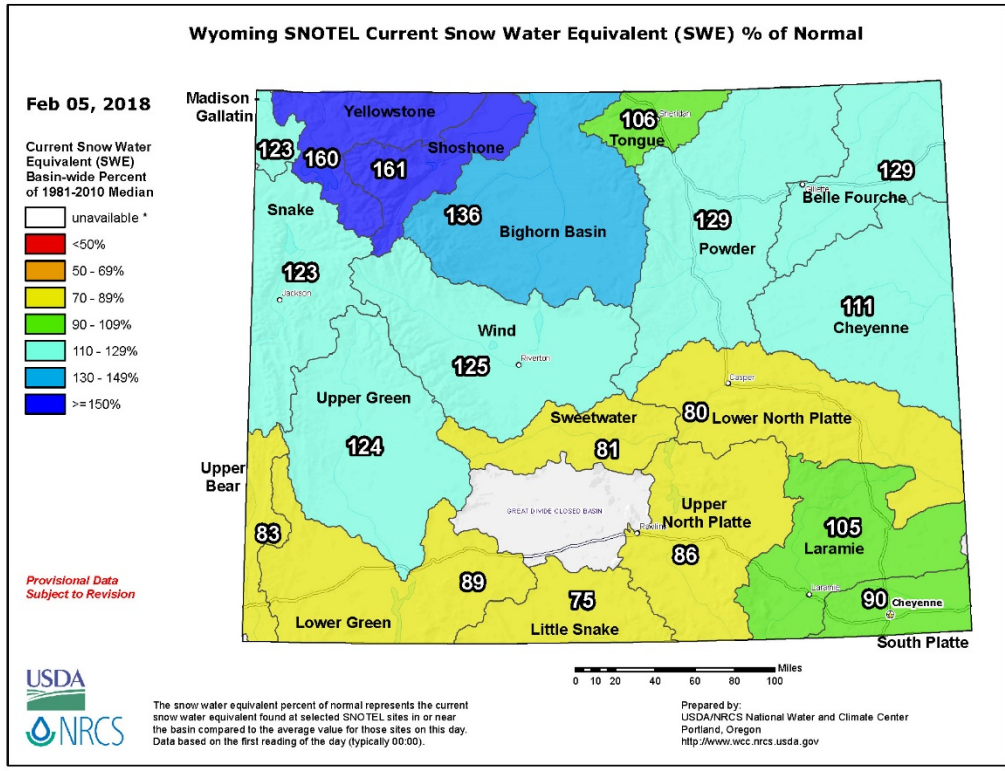 Wyoming SNOTEL Current Snow Water Equivalent (SWE) % of Normal
Feb 05, 2018
Current Snow Water
Equivalent (SWE)
Basin-wide Percent
of 1981-2010 Median
unavailable *
<50%
50 - 69%
70 - 89%
90 - 109%
110 - 129%
130 - 149%
>=150%
Provisional Data
Subject to Revision
Madison
Gallatin
123
Yellowstone
160
Shoshone
161
136
Bighorn Basin
106
Sheridan
Tongue
129
Powder
Gillette
129
Belle Fourche
111
Cheyenne
Snake
123
Jackson
Wind
125
Riverton
Upper Green
124
Casper
80
Lower North Platte
Sweetwater
81
GREAT DIVIDE CLOSED BASIN
Rawlins
Upper
North Platte
86
Upper
Bear
83
89
Lower Green
75
Little Snake
105
Laramie
Laramie
90
Cheyenne
South Platte
Miles
0 10 20 40 60 80 100
USDA
NRCS
The snow water equivalent percent of normal represents the current
snow water equivalent found at selected SNOTEL sites in or near
the basin compared to the average value for those sites on this day.
Data based on the first reading of the day (typically 00:00).
Prepared by:
USDA/NRCS National Water and Climate Center
Portland, Oregon
http://www.wcc.nrcs.usda.gov